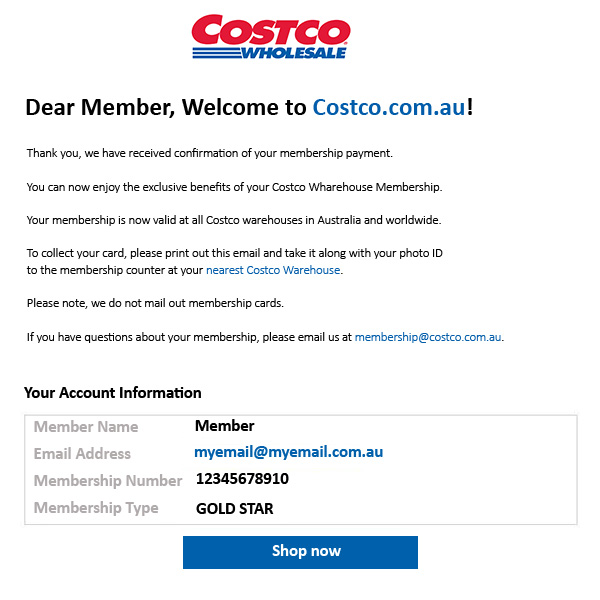 COSTCO
WHOLESALE
Dear Member, Welcome to Costco.com.au!
Thank you, we have received confirmation of your membership payment.
You can now enjoy the exclusive benefits of your Costco Wharehouse Membership.
Your membership is now valid at all Costco warehouses in Australia and worldwide.
To collect your card, please print out this email and take it along with your photo ID
to the membership counter at your nearest Costco Warehouse.
Please note, we do not mail out membership cards.
If you have questions about your membership, please email us at membership@costco.com.au.
Your Account Information
Member Name Member
Email Address myemail@myemail.com.au
Membership Number 12345678910
Membership Type GOLD STAR
Shop now